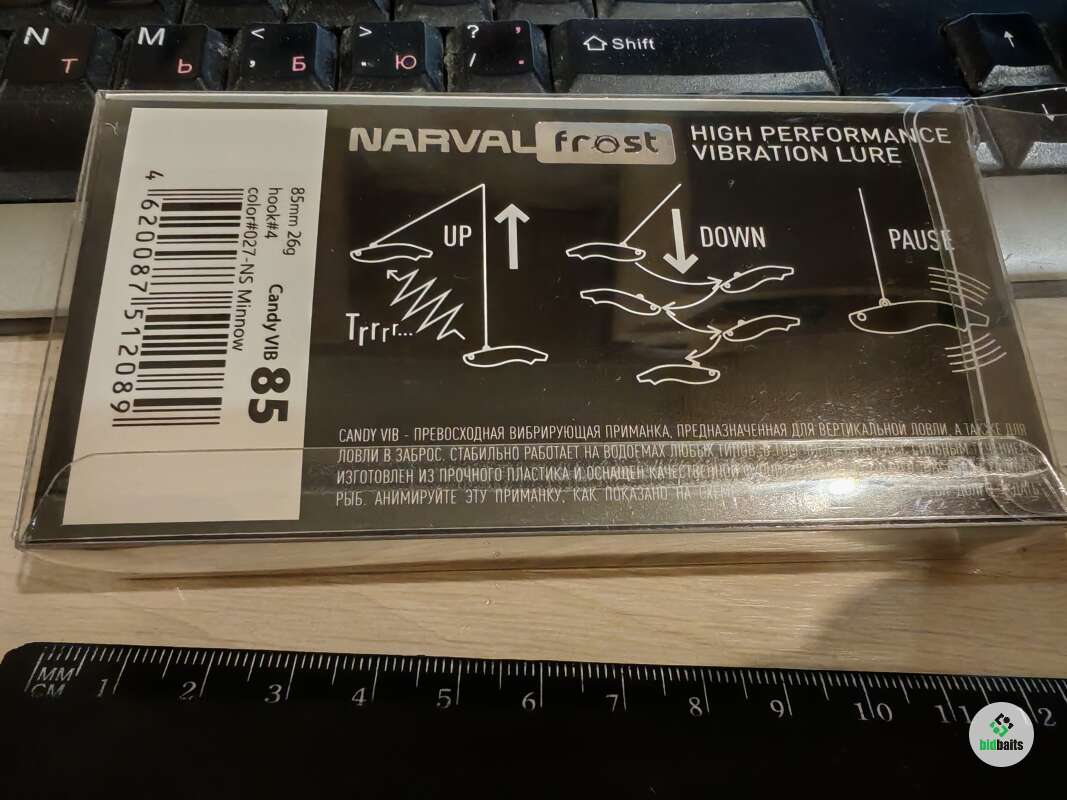 N Т
M Ь
< , Б
> . Ю
? , / .
Shift
NARVAL frost
HIGH PERFORMANCE
VIBRATION LURE
UP
DOWN
PAUSE
Trrrr...
85mm 26g
hook#4
color#027-NS Minnow
Candy VIB 85
4 620087 512089
CANDY VIB - ПРЕВОСХОДНАЯ ВИБРИРУЮЩАЯ ПРИМАНКА, ПРЕДНАЗНАЧЕННАЯ ДЛЯ ВЕРТИКАЛЬНОЙ ЛОВЛИ, А ТАКЖЕ ДЛЯ
ЛОВЛИ В ЗАБРОС. СТАБИЛЬНО РАБОТАЕТ НА ВОДОЕМАХ ЛЮБЫХ ТИПОВ
ИЗГОТОВЛЕН ИЗ ПРОЧНОГО ПЛАСТИКА И ОСНАЩЕН КАЧЕСТВЕННОЙ
РЫБ. АНИМИРУЙТЕ ЭТУ ПРИМАНКУ, КАК ПОКАЗАНО НА
MM
CM 1 2 3 4 5 6 7 8 9 10 11 12
bidbaits